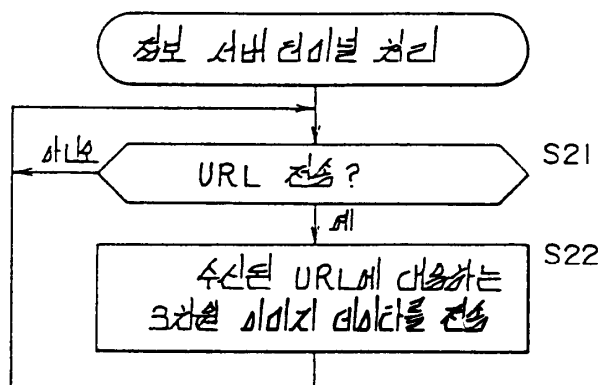 정보 서버 터미널 처리
아니오
URL 전송?
S21
예
S22
수신된 URL에 대응하는
3차원 이미지 데이타를 전송